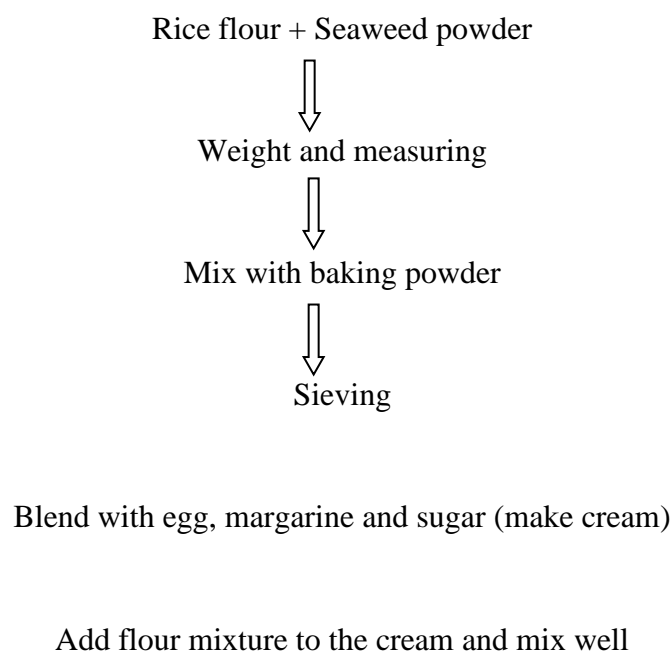 Rice flour + Seaweed powder
Weight and measuring
Mix with baking powder
Sieving
Blend with egg, margarine and sugar (make cream)
Add flour mixture to the cream and mix well